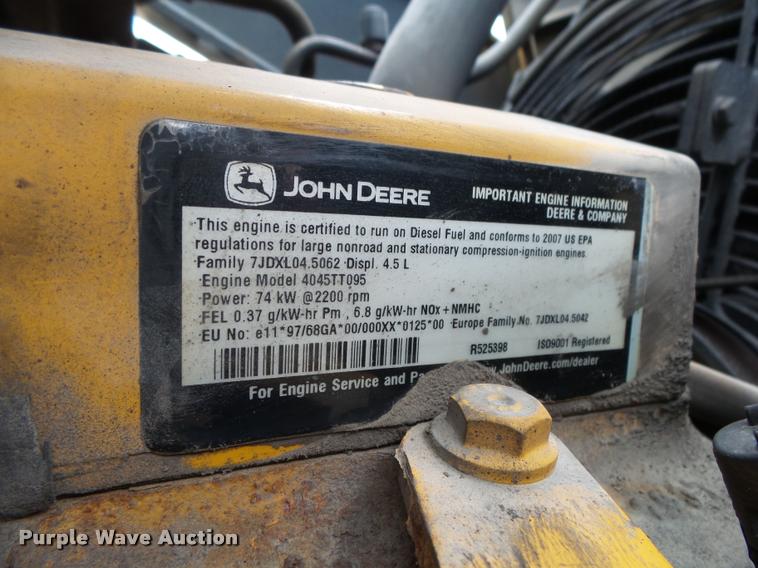 JOHN DEERE
IMPORTANT ENGINE INFORMATION
DEERE & COMPANY
This engine is certified to run on Diesel Fuel and conforms to 2007 US EPA
regulations for large nonroad and stationary compression-ignition engines.
Family 7JDXL04.5062 Displ. 4.5 L
Engine Model 4045TT095
Power: 74 kW @2200 rpm
FEL 0.37 g/kW-hr Pm , 6.8 g/kW-hr NOx + NMHC
EU No: e11*97/68GA*00/000XX*0125*00 Europe Family No. 7JDXL04.5042
R525398 ISO9001 Registered
For Engine Service and Pa w.JohnDeere.com/dealer
Purple Wave Auction